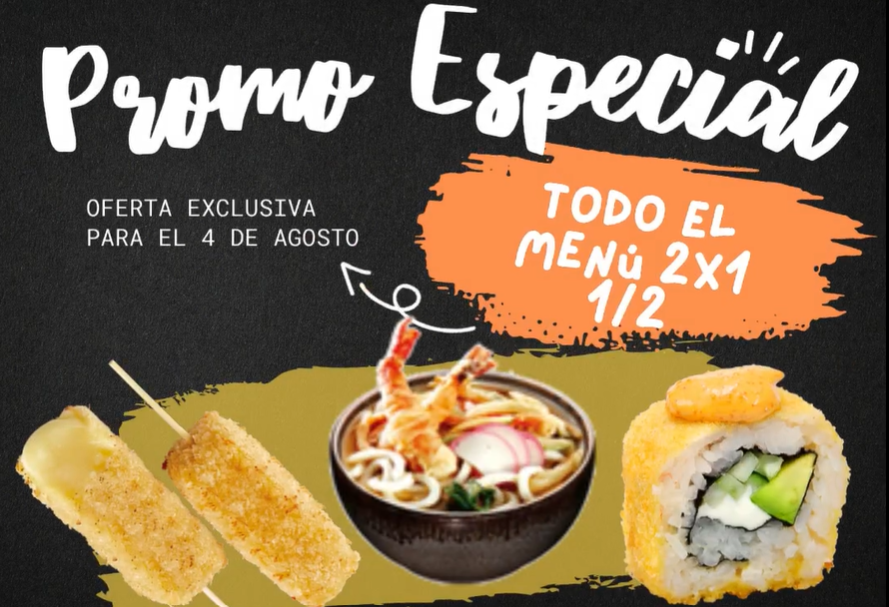 Promo Especial
OFERTA EXCLUSIVA
PARA EL 4 DE AGOSTO
TODO EL
MENÚ 2X1
1/2